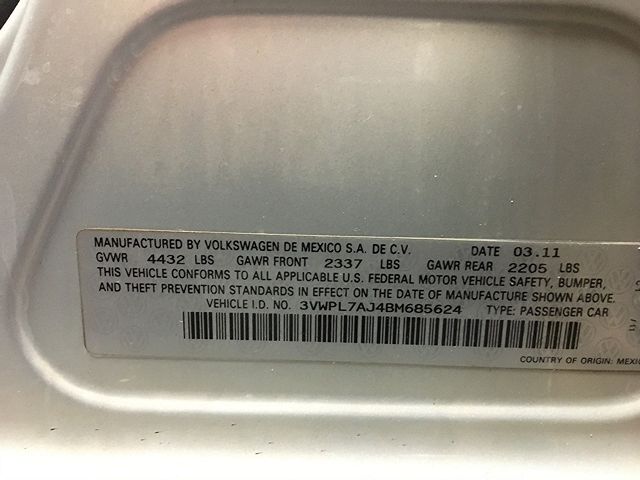 MANUFACTURED BY VOLKSWAGEN DE MEXICO S.A. DE C.V. DATE 03.11
GVWR 4432 LBS GAWR FRONT 2337 LBS GAWR REAR 2205 LBS
THIS VEHICLE CONFORMS TO ALL APPLICABLE U.S. FEDERAL MOTOR VEHICLE SAFETY, BUMPER,
AND THEFT PREVENTION STANDARDS IN EFFECT ON THE DATE OF MANUFACTURE SHOWN ABOVE.
VEHICLE I.D. NO. 3VWPL7AJ4BM685624 TYPE: PASSENGER CAR
COUNTRY OF ORIGIN: MEXIC